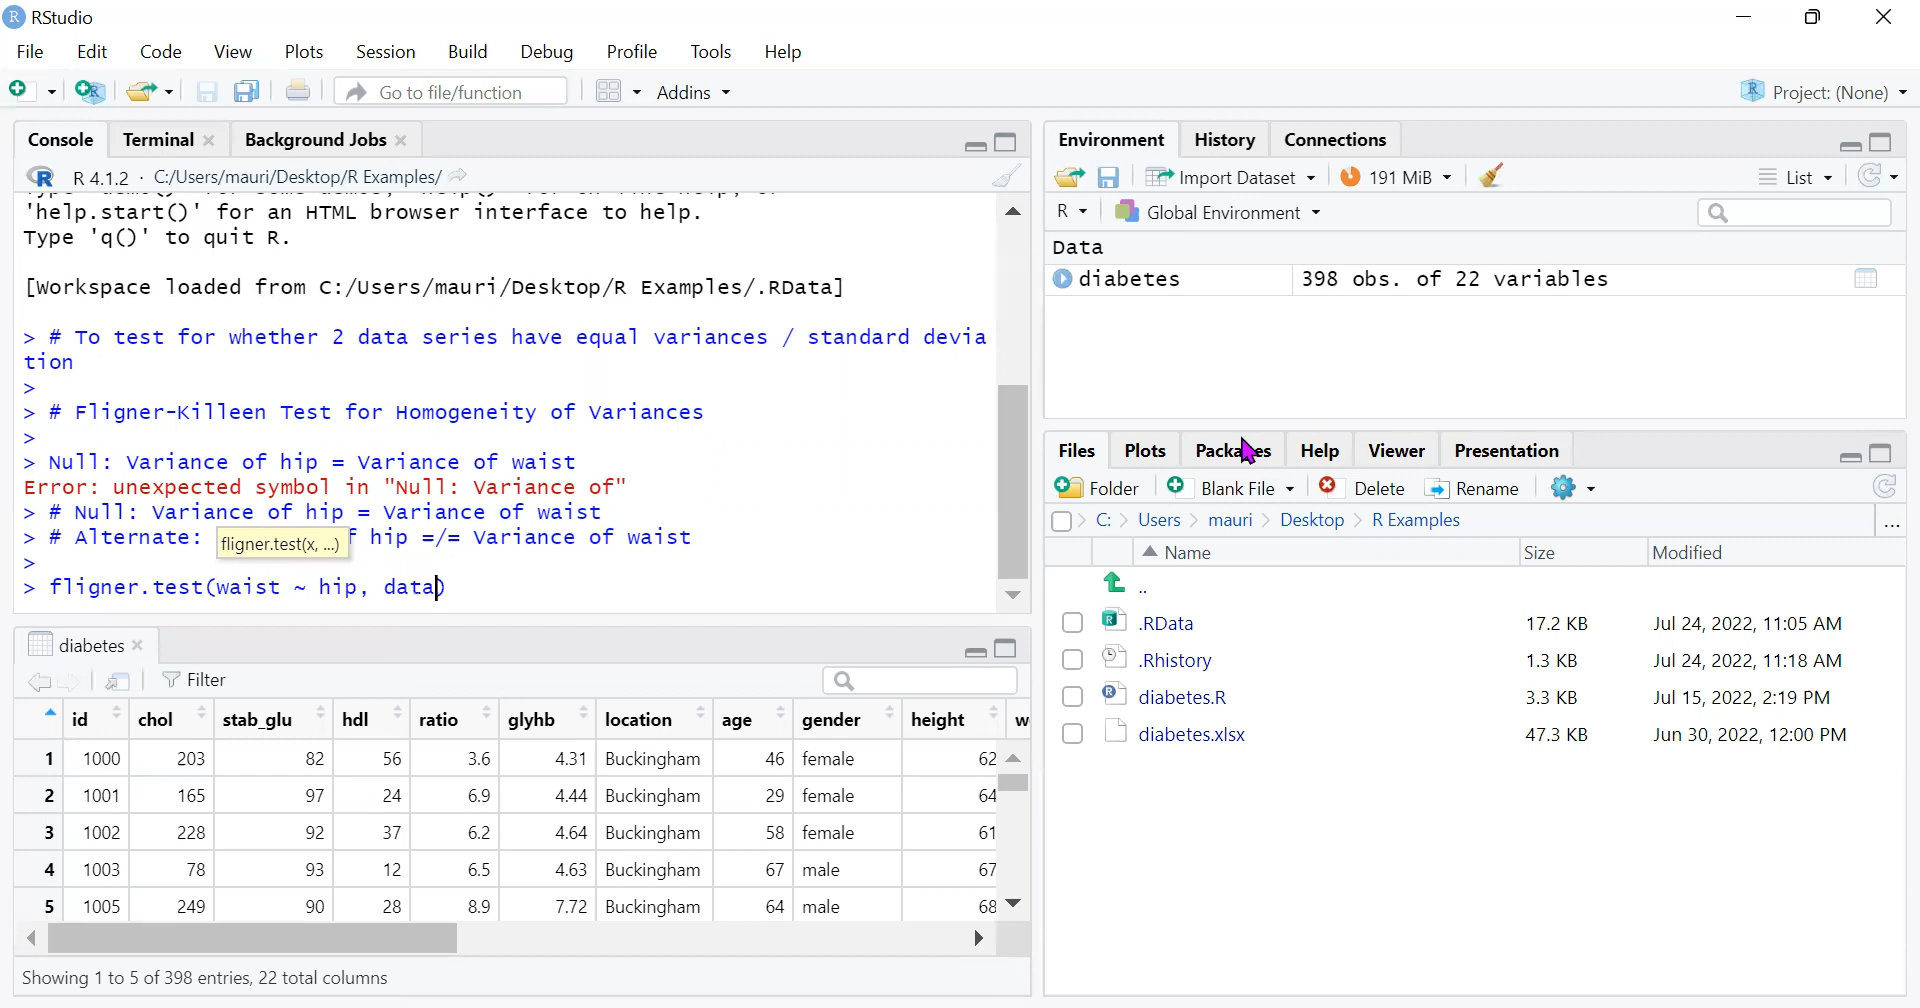 RStudio
File Edit Code View Plots Session Build Debug Profile Tools Help
Go to file/function Addins Project: (None)
Console Terminal Background Jobs
R 4.1.2 · C:/Users/mauri/Desktop/R Examples/
'help.start()' for an HTML browser interface to help.
Type 'q()' to quit R.
[Workspace loaded from C:/Users/mauri/Desktop/R Examples/.RData]
> # To test for whether 2 data series have equal variances / standard devia
tion
>
> # Fligner-Killeen Test for Homogeneity of Variances
>
> Null: Variance of hip = Variance of waist
Error: unexpected symbol in "Null: Variance of"
> # Null: Variance of hip = Variance of waist
> # Alternate: f hip =/= Variance of waist
fligner.test(x, ...)
>
> fligner.test(waist ~ hip, data)
Environment History Connections
Import Dataset 191 MiB List
R Global Environment
Data
diabetes 398 obs. of 22 variables
Files Plots Packages Help Viewer Presentation
Folder Blank File Delete Rename
C: > Users > mauri > Desktop > R Examples ...
Name Size Modified
..
.RData 17.2 KB Jul 24, 2022, 11:05 AM
.Rhistory 1.3 KB Jul 24, 2022, 11:18 AM
diabetes.R 3.3 KB Jul 15, 2022, 2:19 PM
diabetes.xlsx 47.3 KB Jun 30, 2022, 12:00 PM
diabetes
Filter
id chol stab_glu hdl ratio glyhb location age gender height w
1 1000 203 82 56 3.6 4.31 Buckingham 46 female 62
2 1001 165 97 24 6.9 4.44 Buckingham 29 female 64
3 1002 228 92 37 6.2 4.64 Buckingham 58 female 61
4 1003 78 93 12 6.5 4.63 Buckingham 67 male 67
5 1005 249 90 28 8.9 7.72 Buckingham 64 male 68
Showing 1 to 5 of 398 entries, 22 total columns